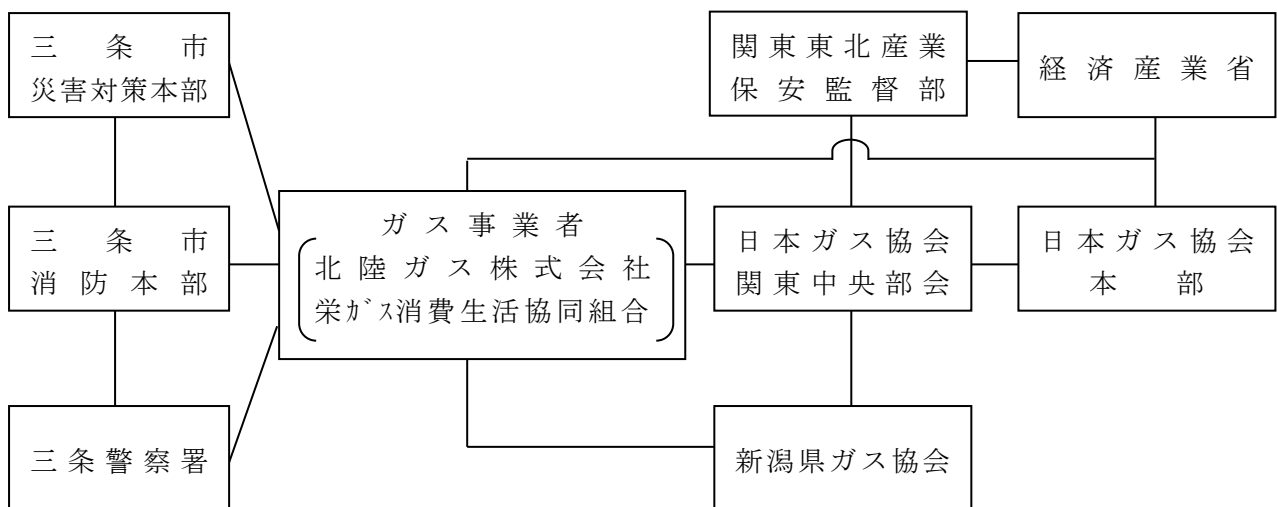 三条市
災害対策本部
関東東北産業
保安監督部
経済産業省
三条市
消防本部
ガス事業者
北陸ガス株式会社
栄ｶﾞｽ消費生活協同組合
日本ガス協会
関東中央部会
日本ガス協会
本部
三条警察署
新潟県ガス協会